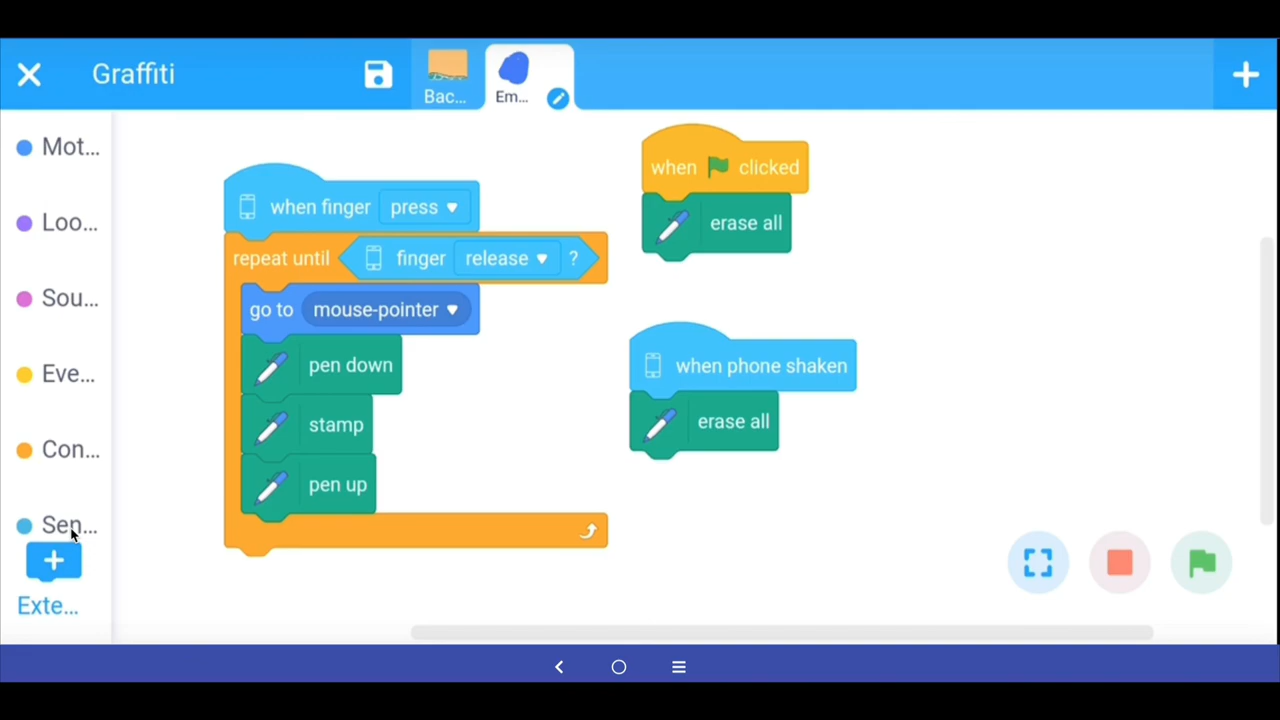 Graffiti
Bac...
Em...
Mot...
Loo...
Sou...
Eve...
Con...
Sen...
Exte...
when finger press
repeat until finger release ?
go to mouse-pointer
pen down
stamp
pen up
when clicked
erase all
when phone shaken
erase all